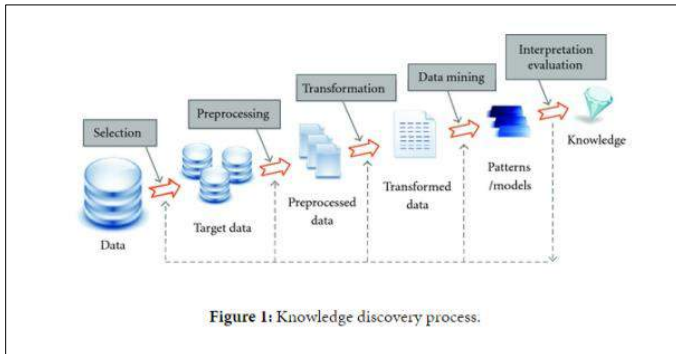 Interpretation
evaluation
Data mining
Transformation
Preprocessing
Selection
Knowledge
Patterns
/models
Transformed
data
Preprocessed
data
Target data
Data
Figure 1: Knowledge discovery process.